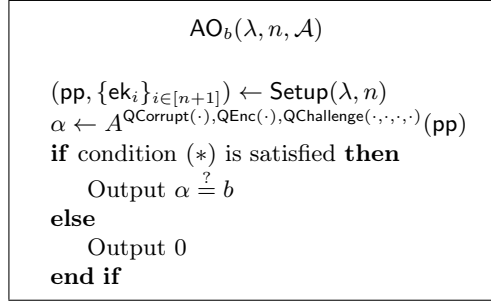 AO_b(λ, n, 𝒜)
(pp, {ek_i}_{i∈[n+1]}) ← Setup(λ, n)
α ← A^{QCorrupt(·),QEnc(·),QChallenge(·,·,·,·)}(pp)
if condition (∗) is satisfied then
Output α ≟ b
else
Output 0
end if